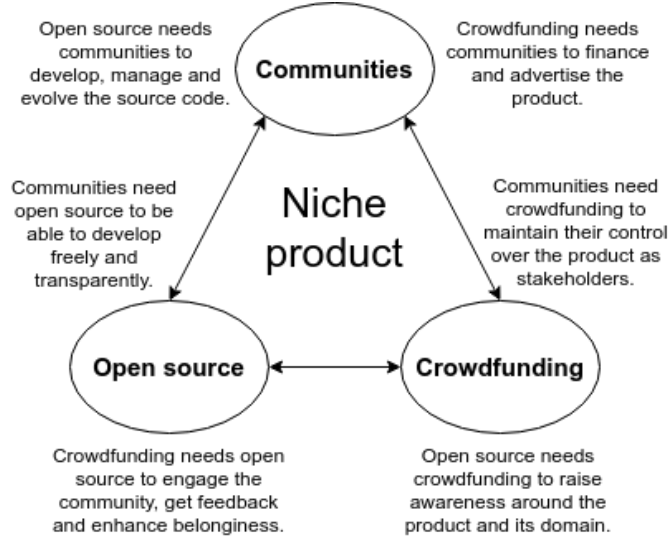 Open source needs
communities to
develop, manage and
evolve the source code.
Communities
Crowdfunding needs
communities to finance
and advertise the
product.
Communities need
open source to be
able to develop
freely and
transparently.
Niche
product
Communities need
crowdfunding to
maintain their control
over the product as
stakeholders.
Open source
Crowdfunding
Crowdfunding needs open
source to engage the
community, get feedback
and enhance belonginess.
Open source needs
crowdfunding to raise
awareness around the
product and its domain.